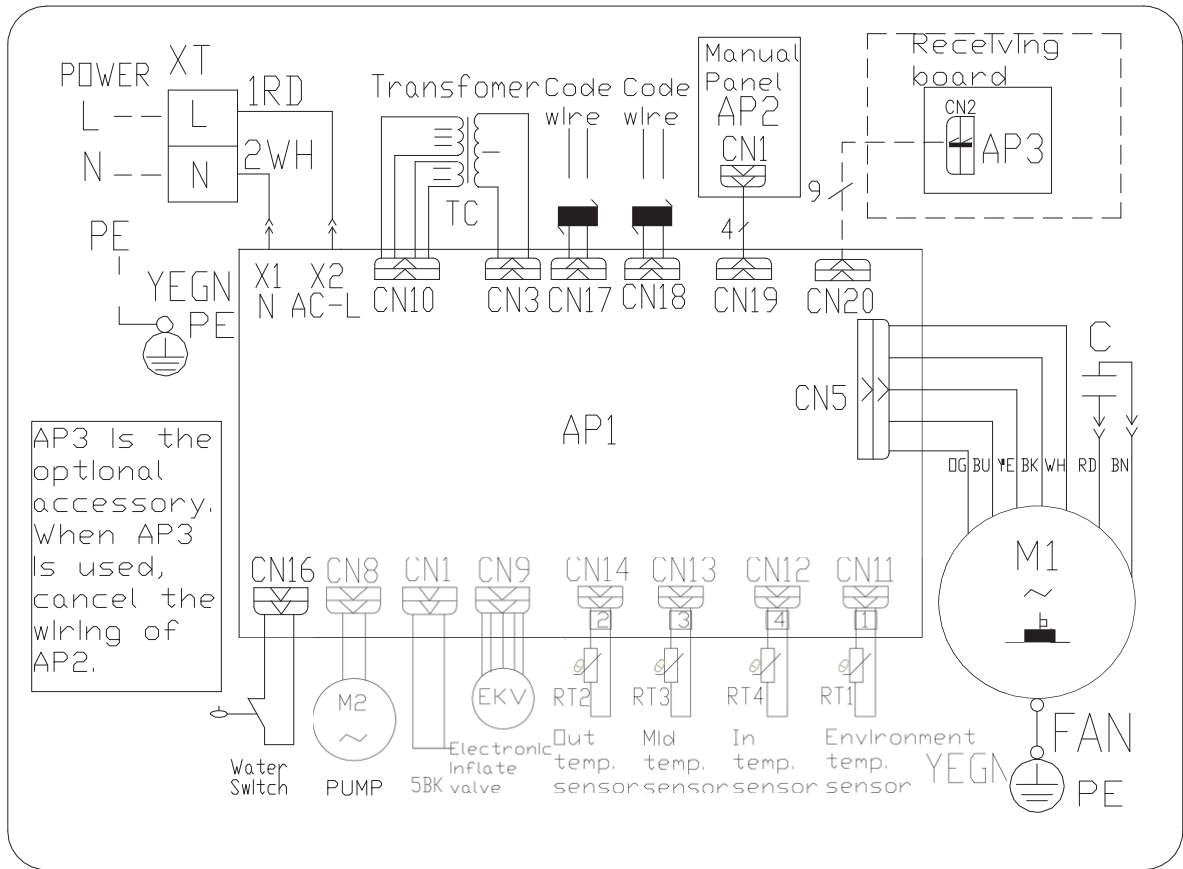 POWER
XT
L
L
1RD
N
N
2WH
PE
YEGN
PE
Transfomer
TC
Code
wire
Code
wire
Manual
Panel
AP2
CN1
4
9
Receiving
board
CN2
AP3
X1
N
X2
AC-L
CN10
CN3
CN17
CN18
CN19
CN20
CN5
AP1
C
OG
BU
YE
BK
WH
RD
BN
M1
~
FAN
YEGN
PE
AP3 is the
optional
accessory.
When AP3
is used,
cancel the
wiring of
AP2.
CN16
CN8
CN1
CN9
CN14
CN13
CN12
CN11
2
3
4
1
M2
~
EKV
RT2
RT3
RT4
RT1
Water
Switch
PUMP
5BK
Electronic
inflate
valve
Out
temp.
sensor
Mid
temp.
sensor
In
temp.
sensor
Environment
temp.
sensor